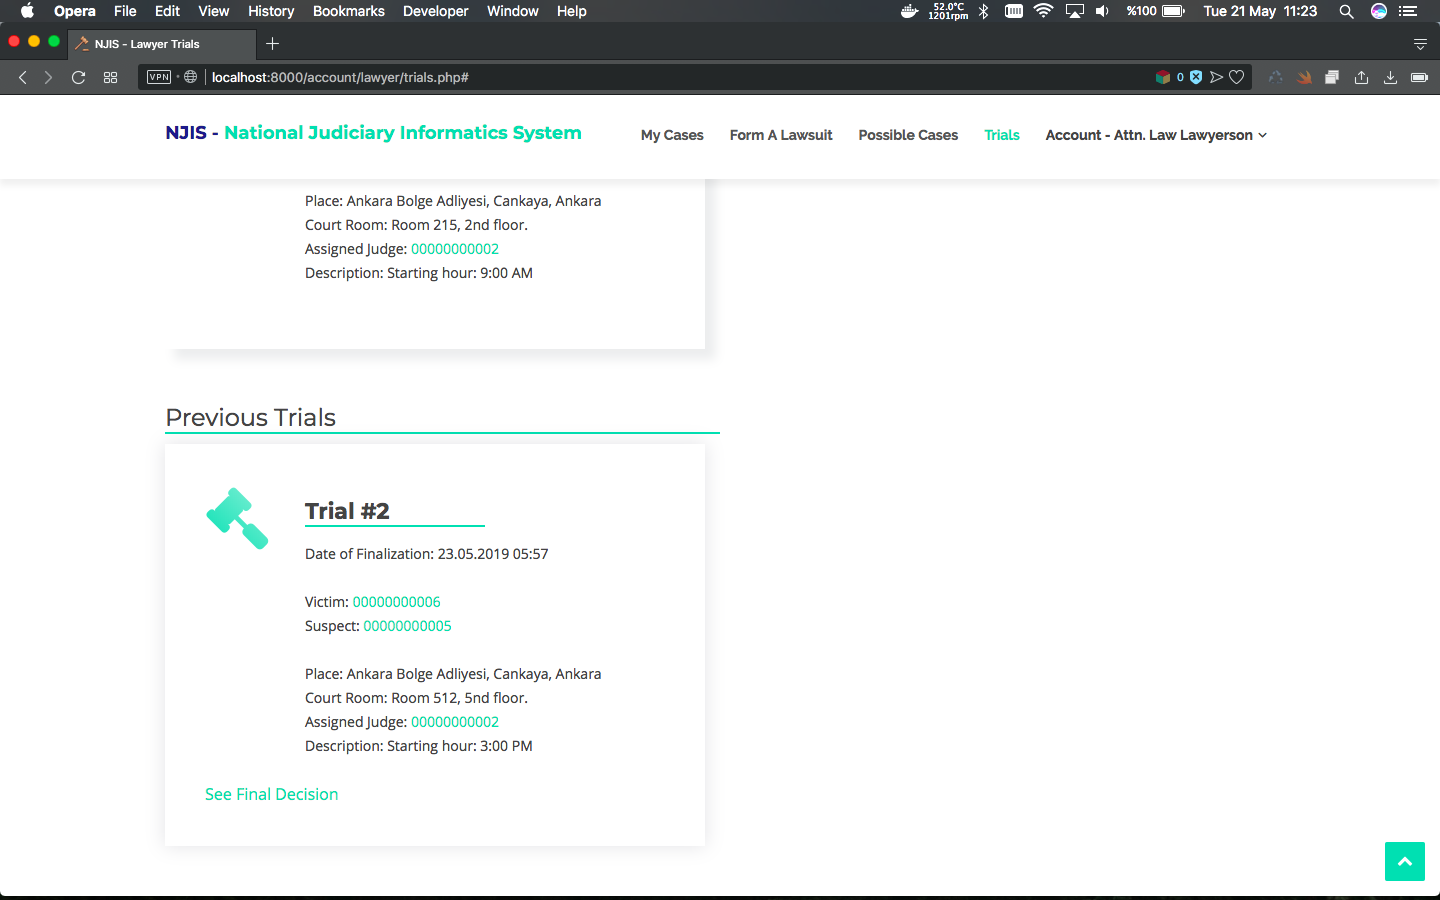 Opera File Edit View History Bookmarks Developer Window Help 52.0°C 1201rpm %100 Tue 21 May 11:23
NJIS - Lawyer Trials
VPN localhost:8000/account/lawyer/trials.php# 0
NJIS - National Judiciary Informatics System My Cases Form A Lawsuit Possible Cases Trials Account - Attn. Law Lawyerson
Place: Ankara Bolge Adliyesi, Cankaya, Ankara
Court Room: Room 215, 2nd floor.
Assigned Judge: 00000000002
Description: Starting hour: 9:00 AM
Previous Trials
Trial #2
Date of Finalization: 23.05.2019 05:57
Victim: 00000000006
Suspect: 00000000005
Place: Ankara Bolge Adliyesi, Cankaya, Ankara
Court Room: Room 512, 5nd floor.
Assigned Judge: 00000000002
Description: Starting hour: 3:00 PM
See Final Decision